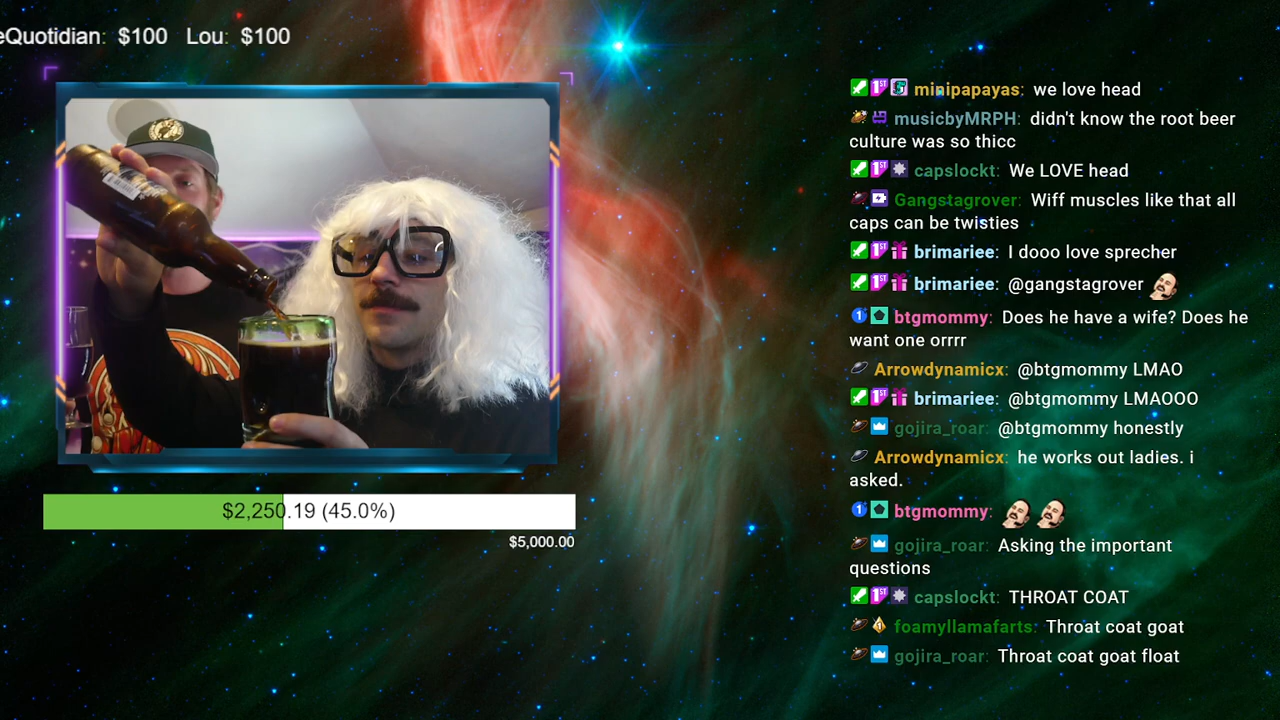 eQuotidian: $100 Lou: $100
minipapayas: we love head
musicbyMRPH: didn't know the root beer
culture was so thicc
capslockt: We LOVE head
Gangstagrover: Wiff muscles like that all
caps can be twisties
brimariee: I dooo love sprecher
brimariee: @gangstagrover
btgmommy: Does he have a wife? Does he
want one orrr
Arrowdynamicx: @btgmommy LMAO
brimariee: @btgmommy LMAOOO
gojira_roar: @btgmommy honestly
Arrowdynamicx: he works out ladies. i
asked.
btgmommy:
gojira_roar: Asking the important
questions
capslockt: THROAT COAT
foamyllamafarts: Throat coat goat
gojira_roar: Throat coat goat float
$2,250.19 (45.0%)
$5,000.00